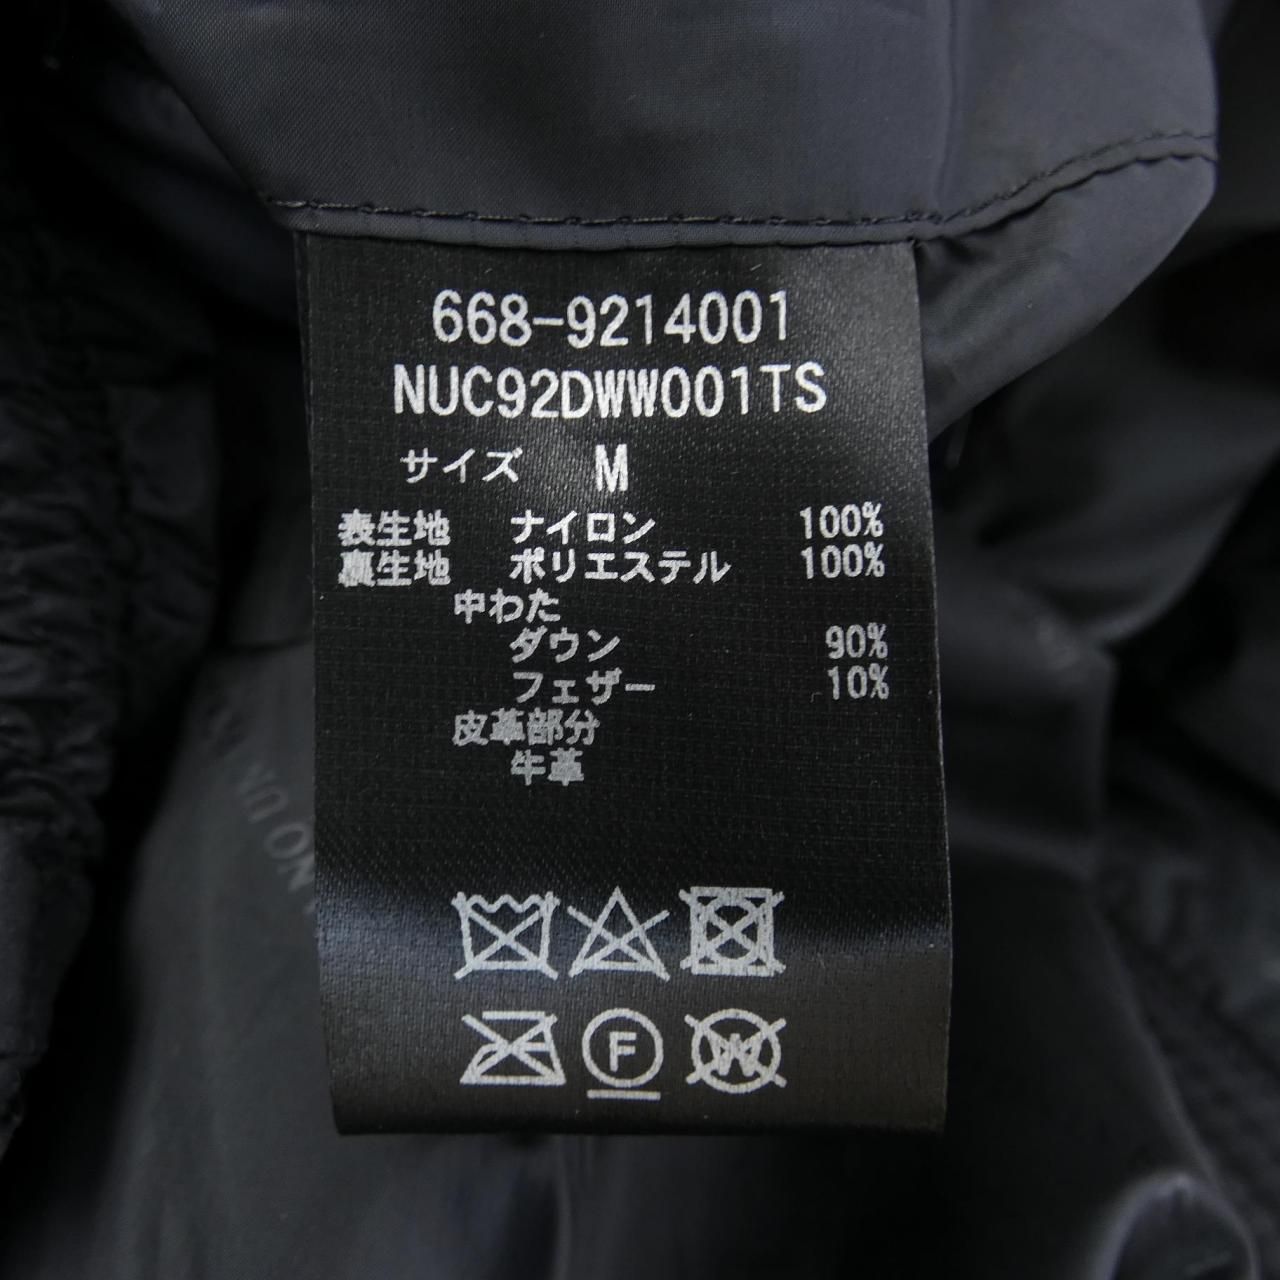 668-9214001
NUC92DWW001TS
サイズ M
表生地 ナイロン 100%
裏生地 ポリエステル 100%
中わた
ダウン 90%
フェザー 10%
皮革部分
牛革
F
W